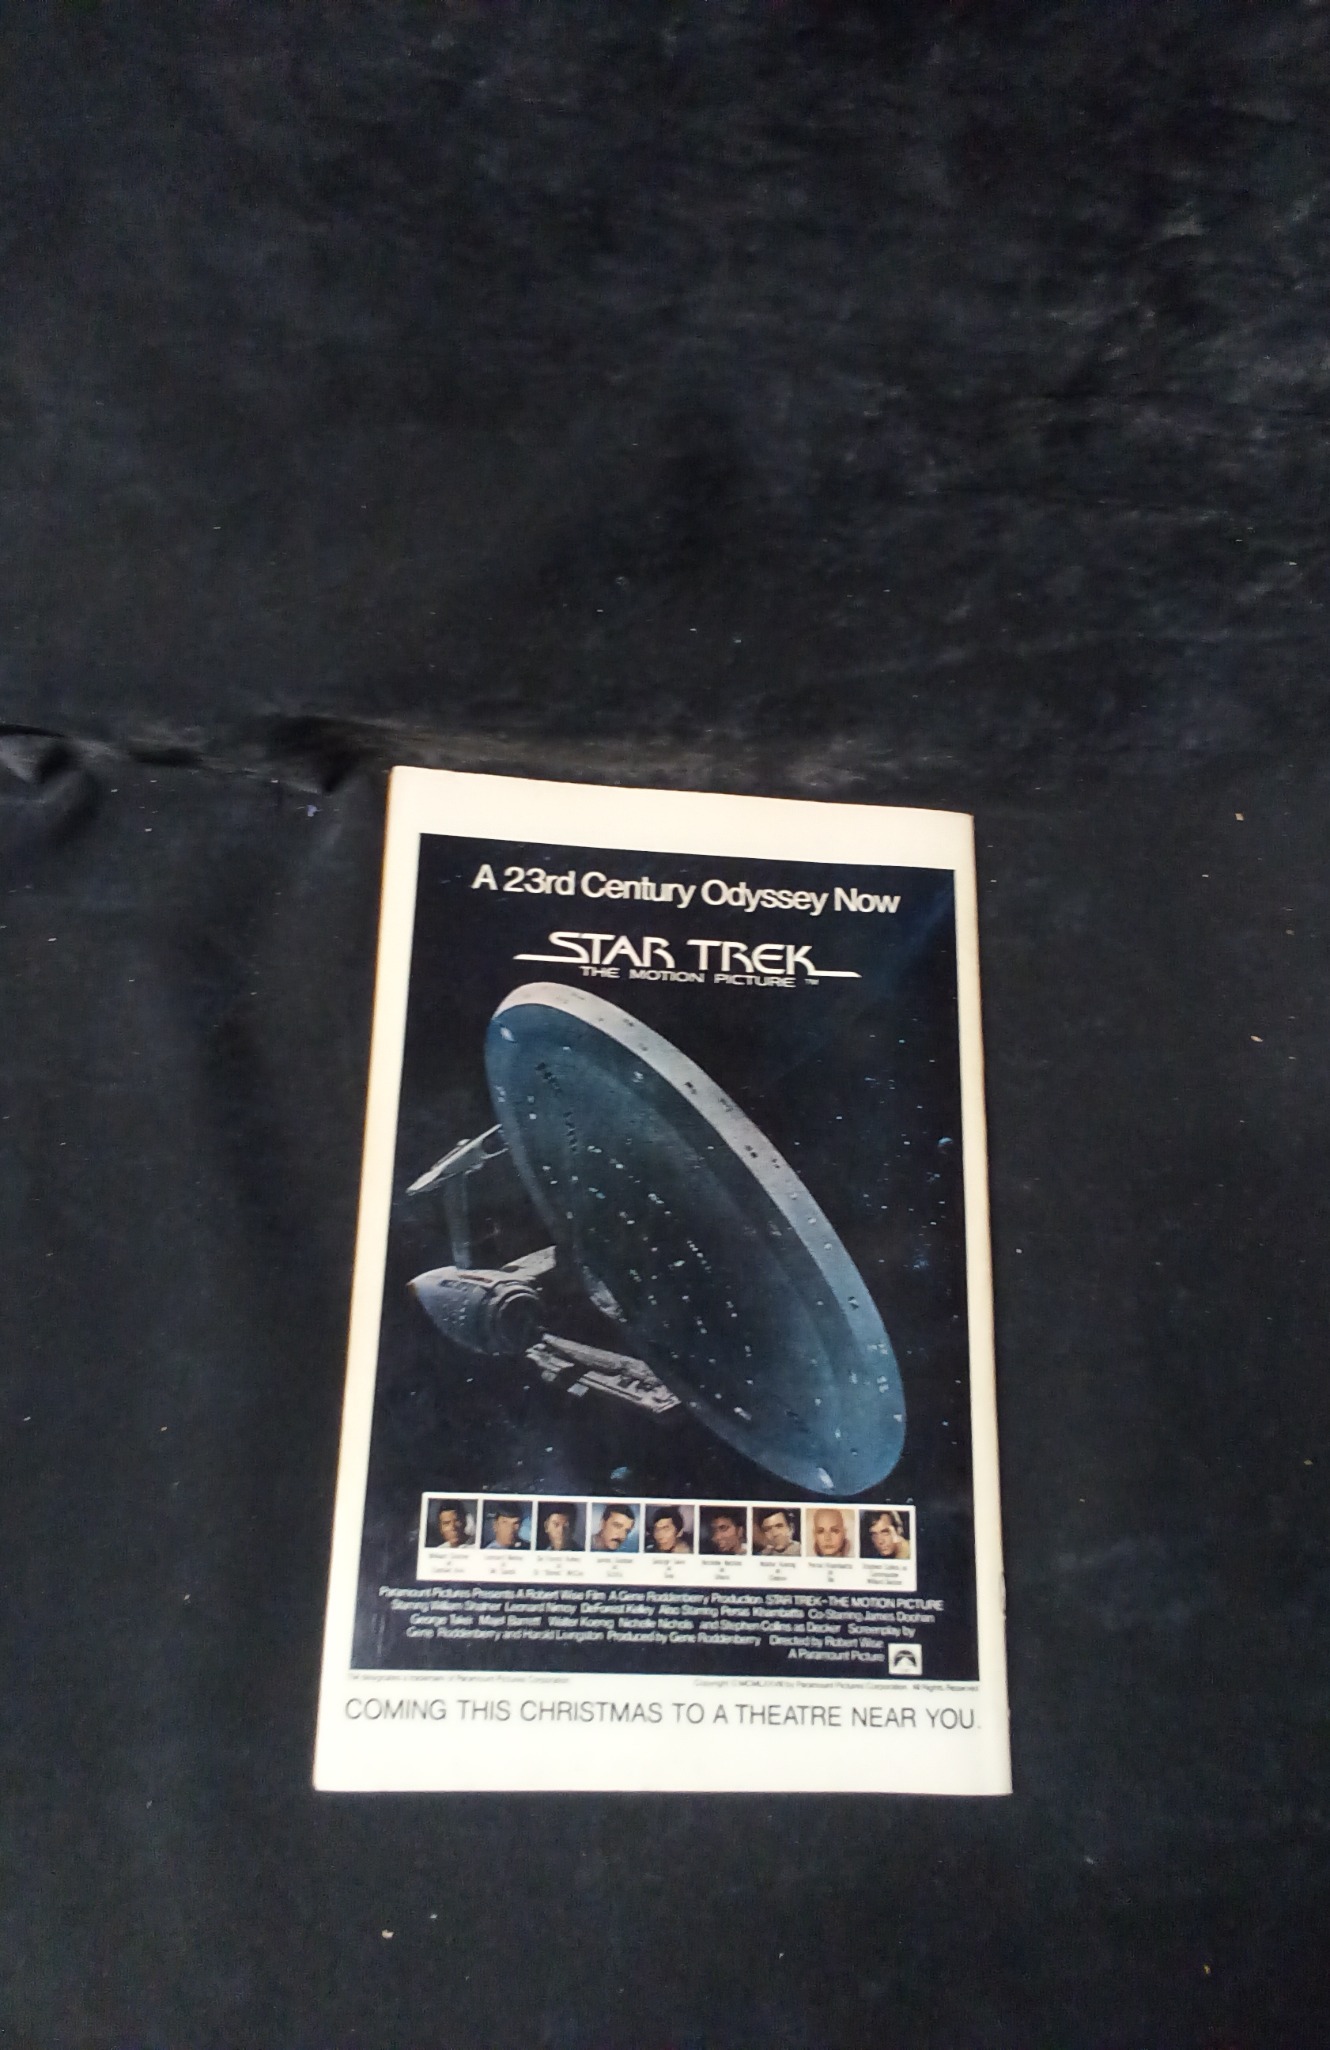 A 23rd Century Odyssey Now
STAR TREK
THE MOTION PICTURE ™
Paramount Pictures Presents A Robert Wise Film A Gene Roddenberry Production STAR TREK-THE MOTION PICTURE
Starring William Shatner Leonard Nimoy DeForest Kelley Also Starring Persis Khambatta Co-Starring James Doohan
George Takei Majel Barrett Walter Koenig Nichelle Nichols and Stephen Collins as Decker Screenplay by
Gene Roddenberry and Harold Livingston Produced by Gene Roddenberry Directed by Robert Wise
A Paramount Picture
COMING THIS CHRISTMAS TO A THEATRE NEAR YOU.